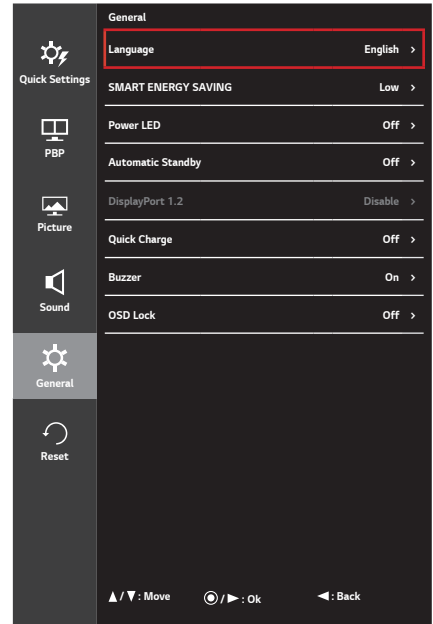 Quick Settings
PBP
Picture
Sound
General
Reset
General
Language English >
SMART ENERGY SAVING Low >
Power LED Off >
Automatic Standby Off >
DisplayPort 1.2 Disable >
Quick Charge Off >
Buzzer On >
OSD Lock Off >
▲/▼: Move ◉/►: Ok ◄: Back